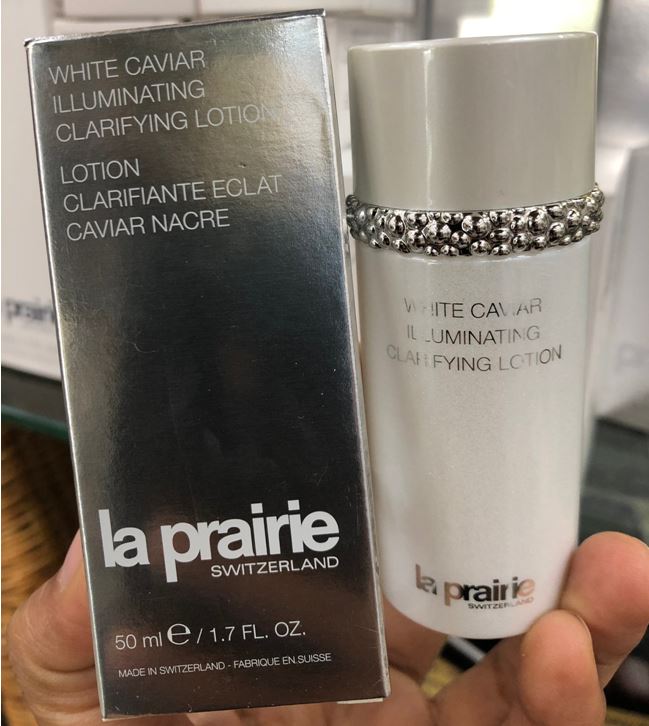 WHITE CAVIAR
ILLUMINATING
CLARIFYING LOTION
LOTION
CLARIFIANTE ECLAT
CAVIAR NACRE
la prairie
SWITZERLAND
50 ml ℮ / 1.7 FL. OZ.
MADE IN SWITZERLAND - FABRIQUE EN SUISSE
WHITE CAVIAR
ILLUMINATING
CLARIFYING LOTION
la prairie
SWITZERLAND